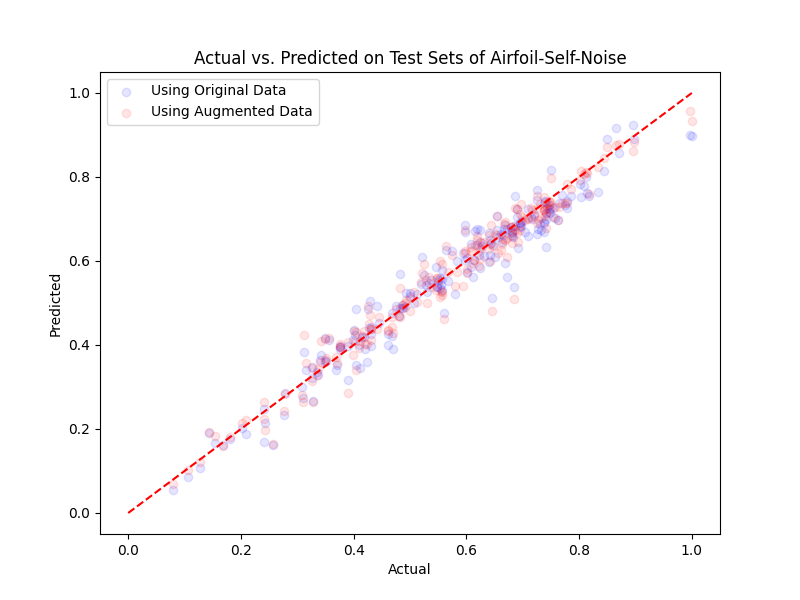 Actual vs. Predicted on Test Sets of Airfoil-Self-Noise
Using Original Data
Using Augmented Data
1.0
0.8
0.6
0.4
0.2
0.0
Predicted
0.0 0.2 0.4 0.6 0.8 1.0
Actual